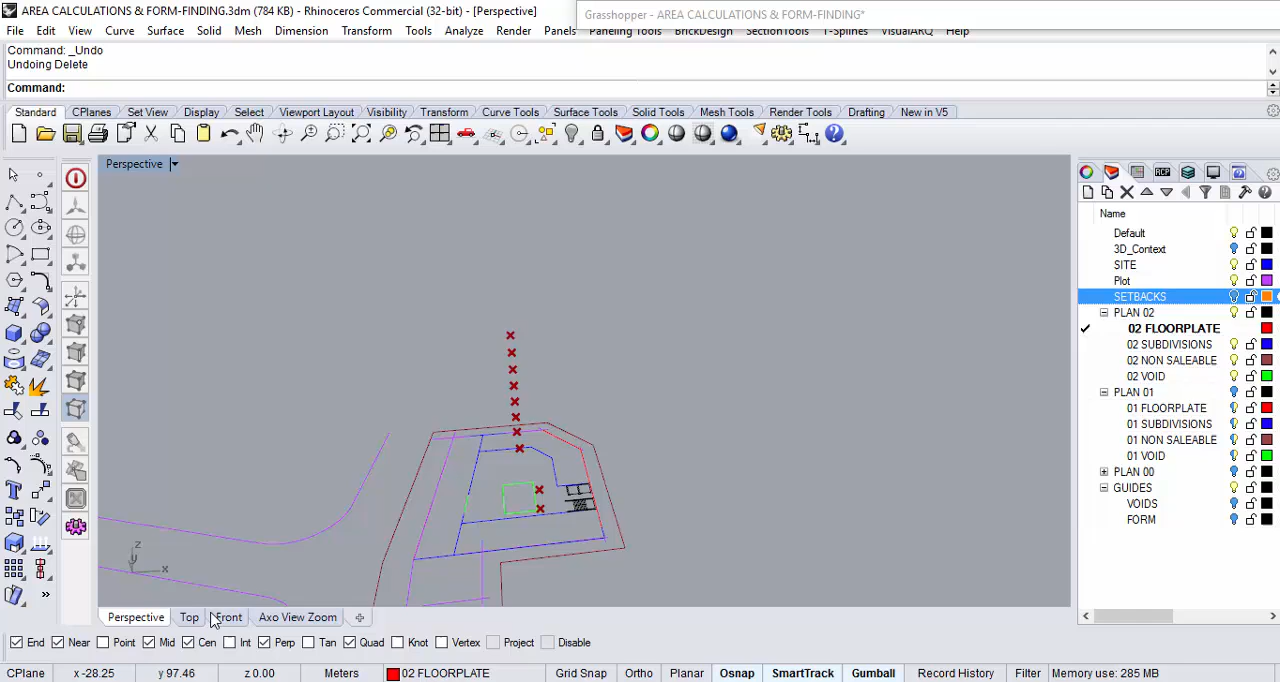 AREA CALCULATIONS & FORM-FINDING.3dm (784 KB) - Rhinoceros Commercial (32-bit) - [Perspective]
Grasshopper - AREA CALCULATIONS & FORM-FINDING*
File Edit View Curve Surface Solid Mesh Dimension Transform Tools Analyze Render Panels Paneling Tools BrickDesign SectionTools T-Splines VisualARQ Help
Command: _Undo
Undoing Delete
Command:
Standard CPlanes Set View Display Select Viewport Layout Visibility Transform Curve Tools Surface Tools Solid Tools Mesh Tools Render Tools Drafting New in V5
Perspective
Name
Default
3D_Context
SITE
Plot
SETBACKS
PLAN 02
02 FLOORPLATE
02 SUBDIVISIONS
02 NON SALEABLE
02 VOID
PLAN 01
01 FLOORPLATE
01 SUBDIVISIONS
01 NON SALEABLE
01 VOID
PLAN 00
GUIDES
VOIDS
FORM
z
y
x
Perspective Top Front Axo View Zoom
End Near Point Mid Cen Int Perp Tan Quad Knot Vertex Project Disable
CPlane x -28.25 y 97.46 z 0.00 Meters 02 FLOORPLATE Grid Snap Ortho Planar Osnap SmartTrack Gumball Record History Filter Memory use: 285 MB